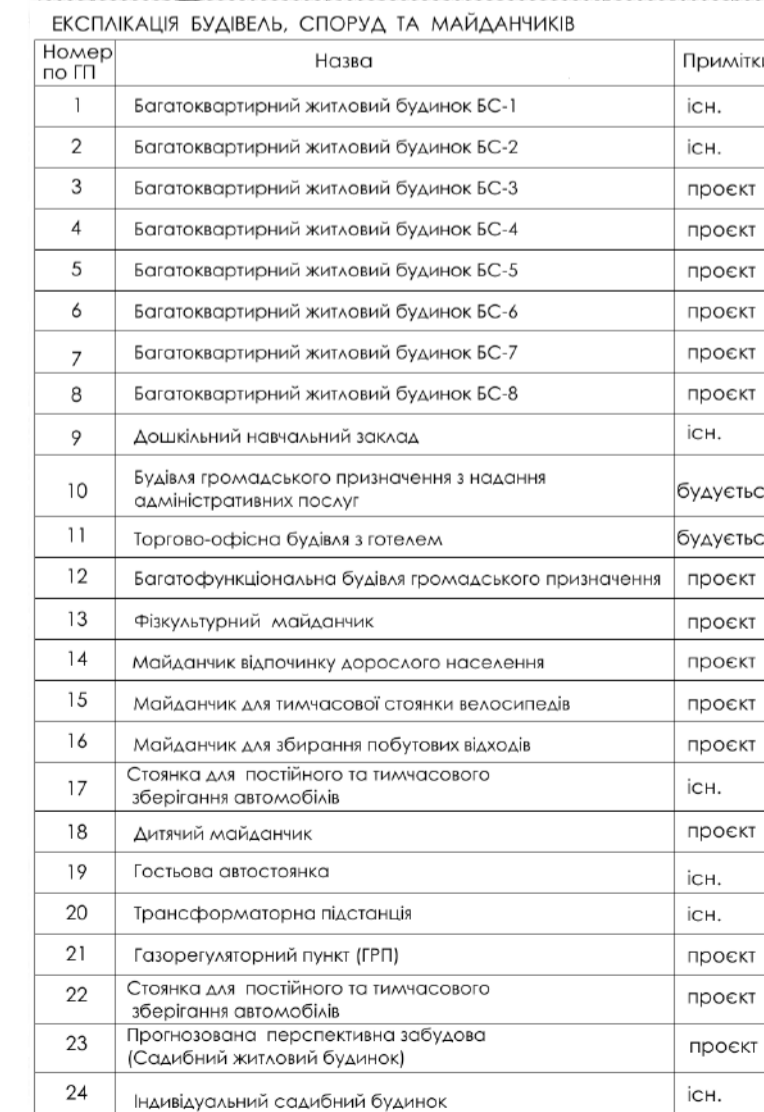 ЕКСПЛІКАЦІЯ БУДІВЕЛЬ, СПОРУД ТА МАЙДАНЧИКІВ
Номер по ГП Назва Примітки
1 Багатоквартирний житловий будинок БС-1 існ.
2 Багатоквартирний житловий будинок БС-2 існ.
3 Багатоквартирний житловий будинок БС-3 проєкт
4 Багатоквартирний житловий будинок БС-4 проєкт
5 Багатоквартирний житловий будинок БС-5 проєкт
6 Багатоквартирний житловий будинок БС-6 проєкт
7 Багатоквартирний житловий будинок БС-7 проєкт
8 Багатоквартирний житловий будинок БС-8 проєкт
9 Дошкільний навчальний заклад існ.
10 Будівля громадського призначення з надання
адміністративних послуг будуєтьс
11 Торгово-офісна будівля з готелем будуєтьс
12 Багатофункціональна будівля громадського призначення проєкт
13 Фізкультурний майданчик проєкт
14 Майданчик відпочинку дорослого населення проєкт
15 Майданчик для тимчасової стоянки велосипедів проєкт
16 Майданчик для збирання побутових відходів проєкт
17 Стоянка для постійного та тимчасового
зберігання автомобілів існ.
18 Дитячий майданчик проєкт
19 Гостьова автостоянка існ.
20 Трансформаторна підстанція існ.
21 Газорегуляторний пункт (ГРП) проєкт
22 Стоянка для постійного та тимчасового
зберігання автомобілів проєкт
23 Прогнозована перспективна забудова
(Садибний житловий будинок) проєкт
24 Індивідуальний садибний будинок існ.